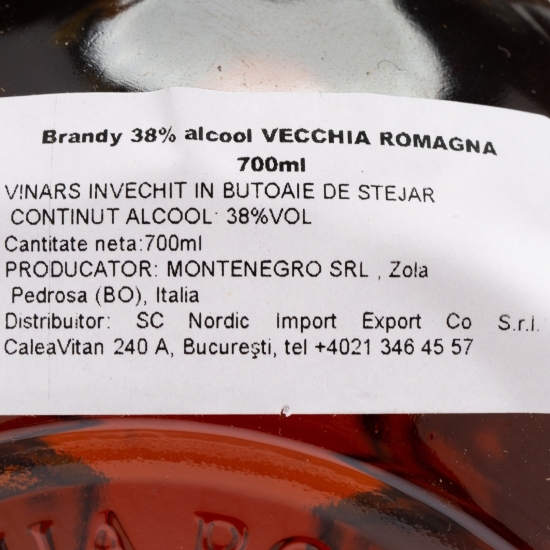 Brandy 38% alcool VECCHIA ROMAGNA
700ml
VINARS INVECHIT IN BUTOAIE DE STEJAR
CONTINUT ALCOOL: 38%VOL
Cantitate neta:700ml
PRODUCATOR: MONTENEGRO SRL , Zola
Pedrosa (BO), Italia
Distribuitor: SC Nordic Import Export Co S.r.l.
CaleaVitan 240 A, Bucureşti, tel +4021 346 45 57